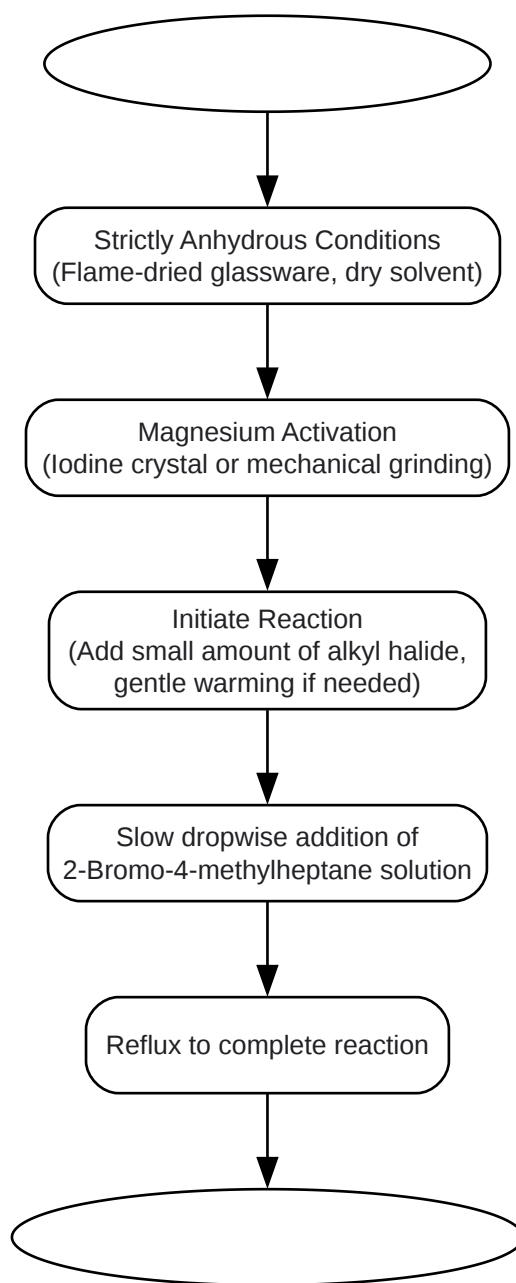 Strictly Anhydrous Conditions
(Flame-dried glassware, dry solvent)
Magnesium Activation
(Iodine crystal or mechanical grinding)
Initiate Reaction
(Add small amount of alkyl halide,
gentle warming if needed)
Slow dropwise addition of
2-Bromo-4-methylheptane solution
Reflux to complete reaction